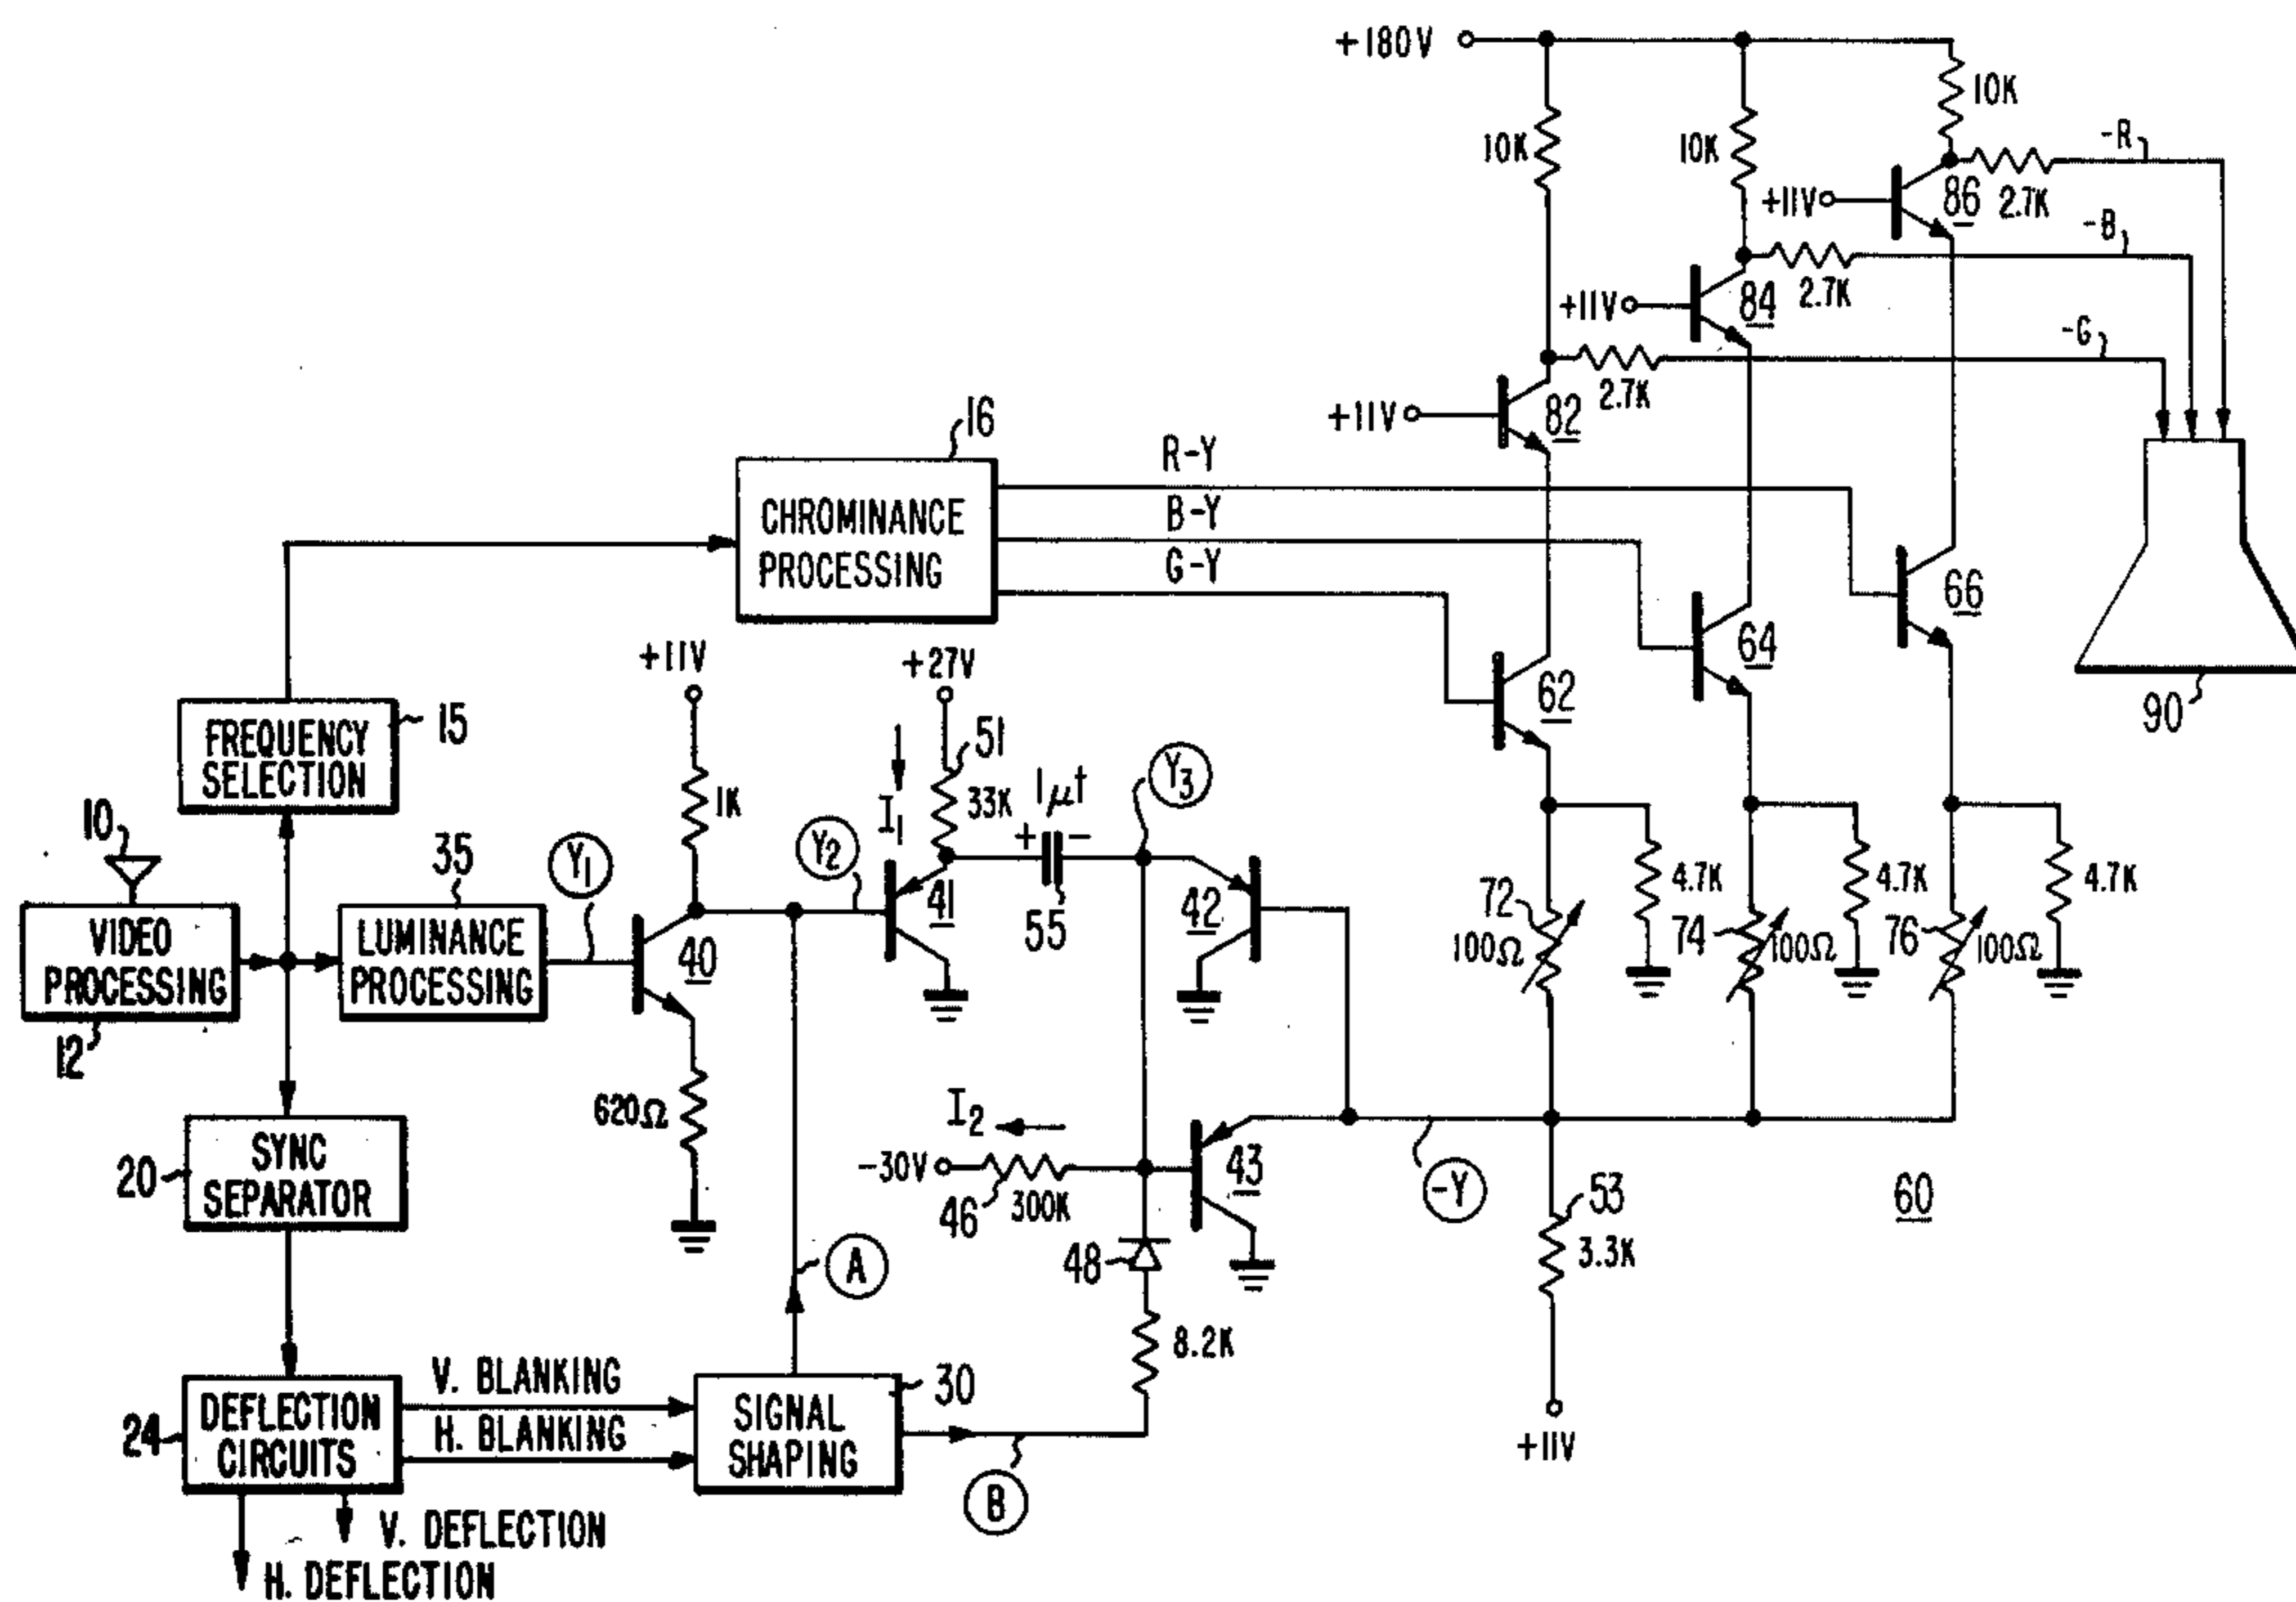 +180V
10K
10K
10K
-R
86
2.7K
+11V
-B
84
2.7K
+11V
-G
82
2.7K
+11V
16
CHROMINANCE
PROCESSING
R-Y
B-Y
G-Y
66
64
62
90
+11V
+27V
15
FREQUENCY
SELECTION
10
1K
I1
51
33K
1μf
+ -
55
Y3
Y2
Y1
35
VIDEO
PROCESSING
12
LUMINANCE
PROCESSING
40
41
42
72
100Ω
4.7K
74
100Ω
4.7K
76
100Ω
4.7K
620Ω
I2
-30V
46
300K
43
-Y
53
3.3K
60
20
SYNC
SEPARATOR
A
48
8.2K
24
DEFLECTION
CIRCUITS
V. BLANKING
H. BLANKING
SIGNAL
SHAPING
30
B
+11V
V. DEFLECTION
H. DEFLECTION